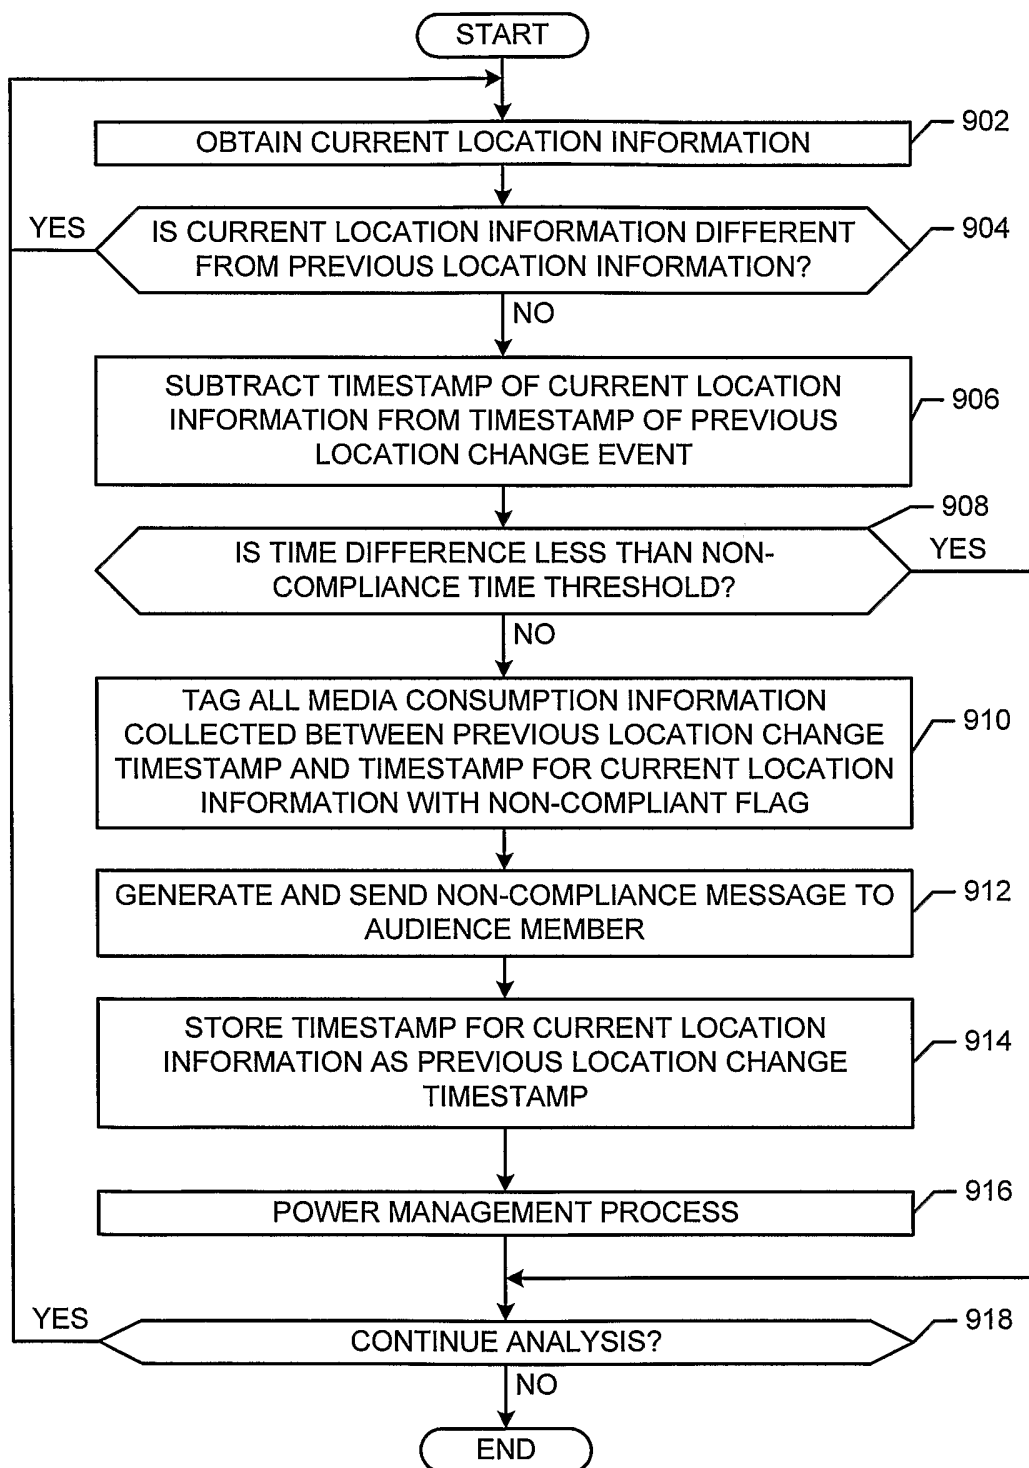 START
OBTAIN CURRENT LOCATION INFORMATION
902
YES
IS CURRENT LOCATION INFORMATION DIFFERENT
FROM PREVIOUS LOCATION INFORMATION?
904
NO
SUBTRACT TIMESTAMP OF CURRENT LOCATION
INFORMATION FROM TIMESTAMP OF PREVIOUS
LOCATION CHANGE EVENT
906
908
IS TIME DIFFERENCE LESS THAN NON-
COMPLIANCE TIME THRESHOLD?
YES
NO
TAG ALL MEDIA CONSUMPTION INFORMATION
COLLECTED BETWEEN PREVIOUS LOCATION CHANGE
TIMESTAMP AND TIMESTAMP FOR CURRENT LOCATION
INFORMATION WITH NON-COMPLIANT FLAG
910
GENERATE AND SEND NON-COMPLIANCE MESSAGE TO
AUDIENCE MEMBER
912
STORE TIMESTAMP FOR CURRENT LOCATION
INFORMATION AS PREVIOUS LOCATION CHANGE
TIMESTAMP
914
POWER MANAGEMENT PROCESS
916
YES
CONTINUE ANALYSIS?
918
NO
END